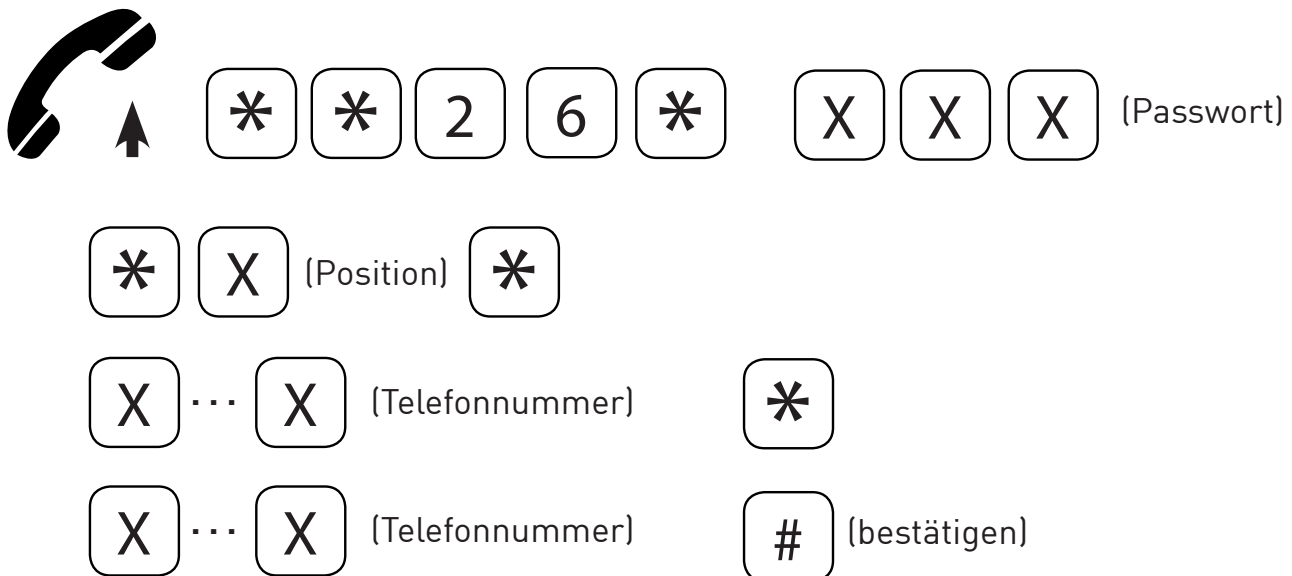 * * 2 6 * X X X (Passwort)
* X (Position) *
X ... X (Telefonnummer) *
X ... X (Telefonnummer) # (bestätigen)